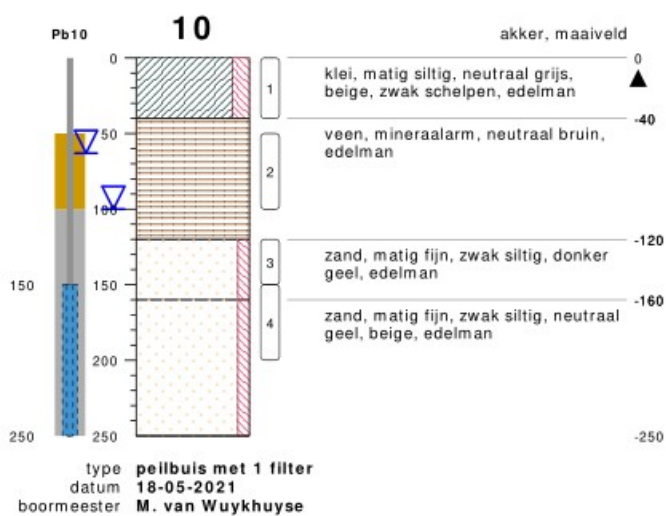 Pb10
10
akker, maaiveld
0
0
klei, matig siltig, neutraal grijs,
beige, zwak schelpen, edelman
1
-40
50
veen, mineraalarm, neutraal bruin,
edelman
2
100
-120
zand, matig fijn, zwak siltig, donker
geel, edelman
3
150
150
-160
zand, matig fijn, zwak siltig, neutraal
geel, beige, edelman
4
200
250
250
-250
type peilbuis met 1 filter
datum 18-05-2021
boormeester M. van Wuykhuyse